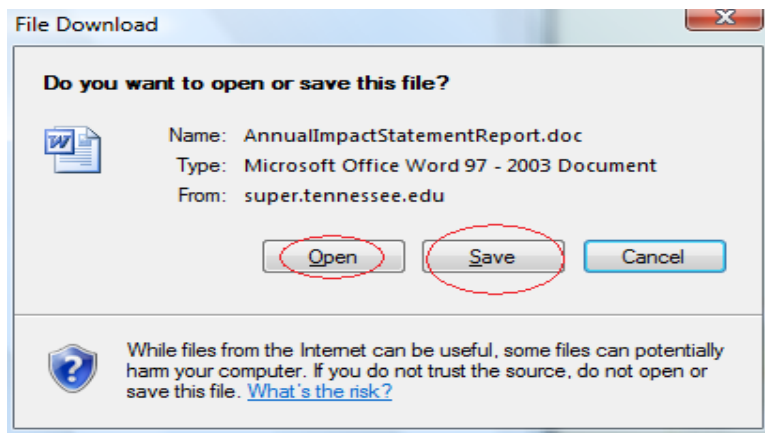 File Download
Do you want to open or save this file?
Name: AnnualImpactStatementReport.doc
Type: Microsoft Office Word 97 - 2003 Document
From: super.tennessee.edu
Open Save Cancel
While files from the Internet can be useful, some files can potentially
harm your computer. If you do not trust the source, do not open or
save this file. What's the risk?